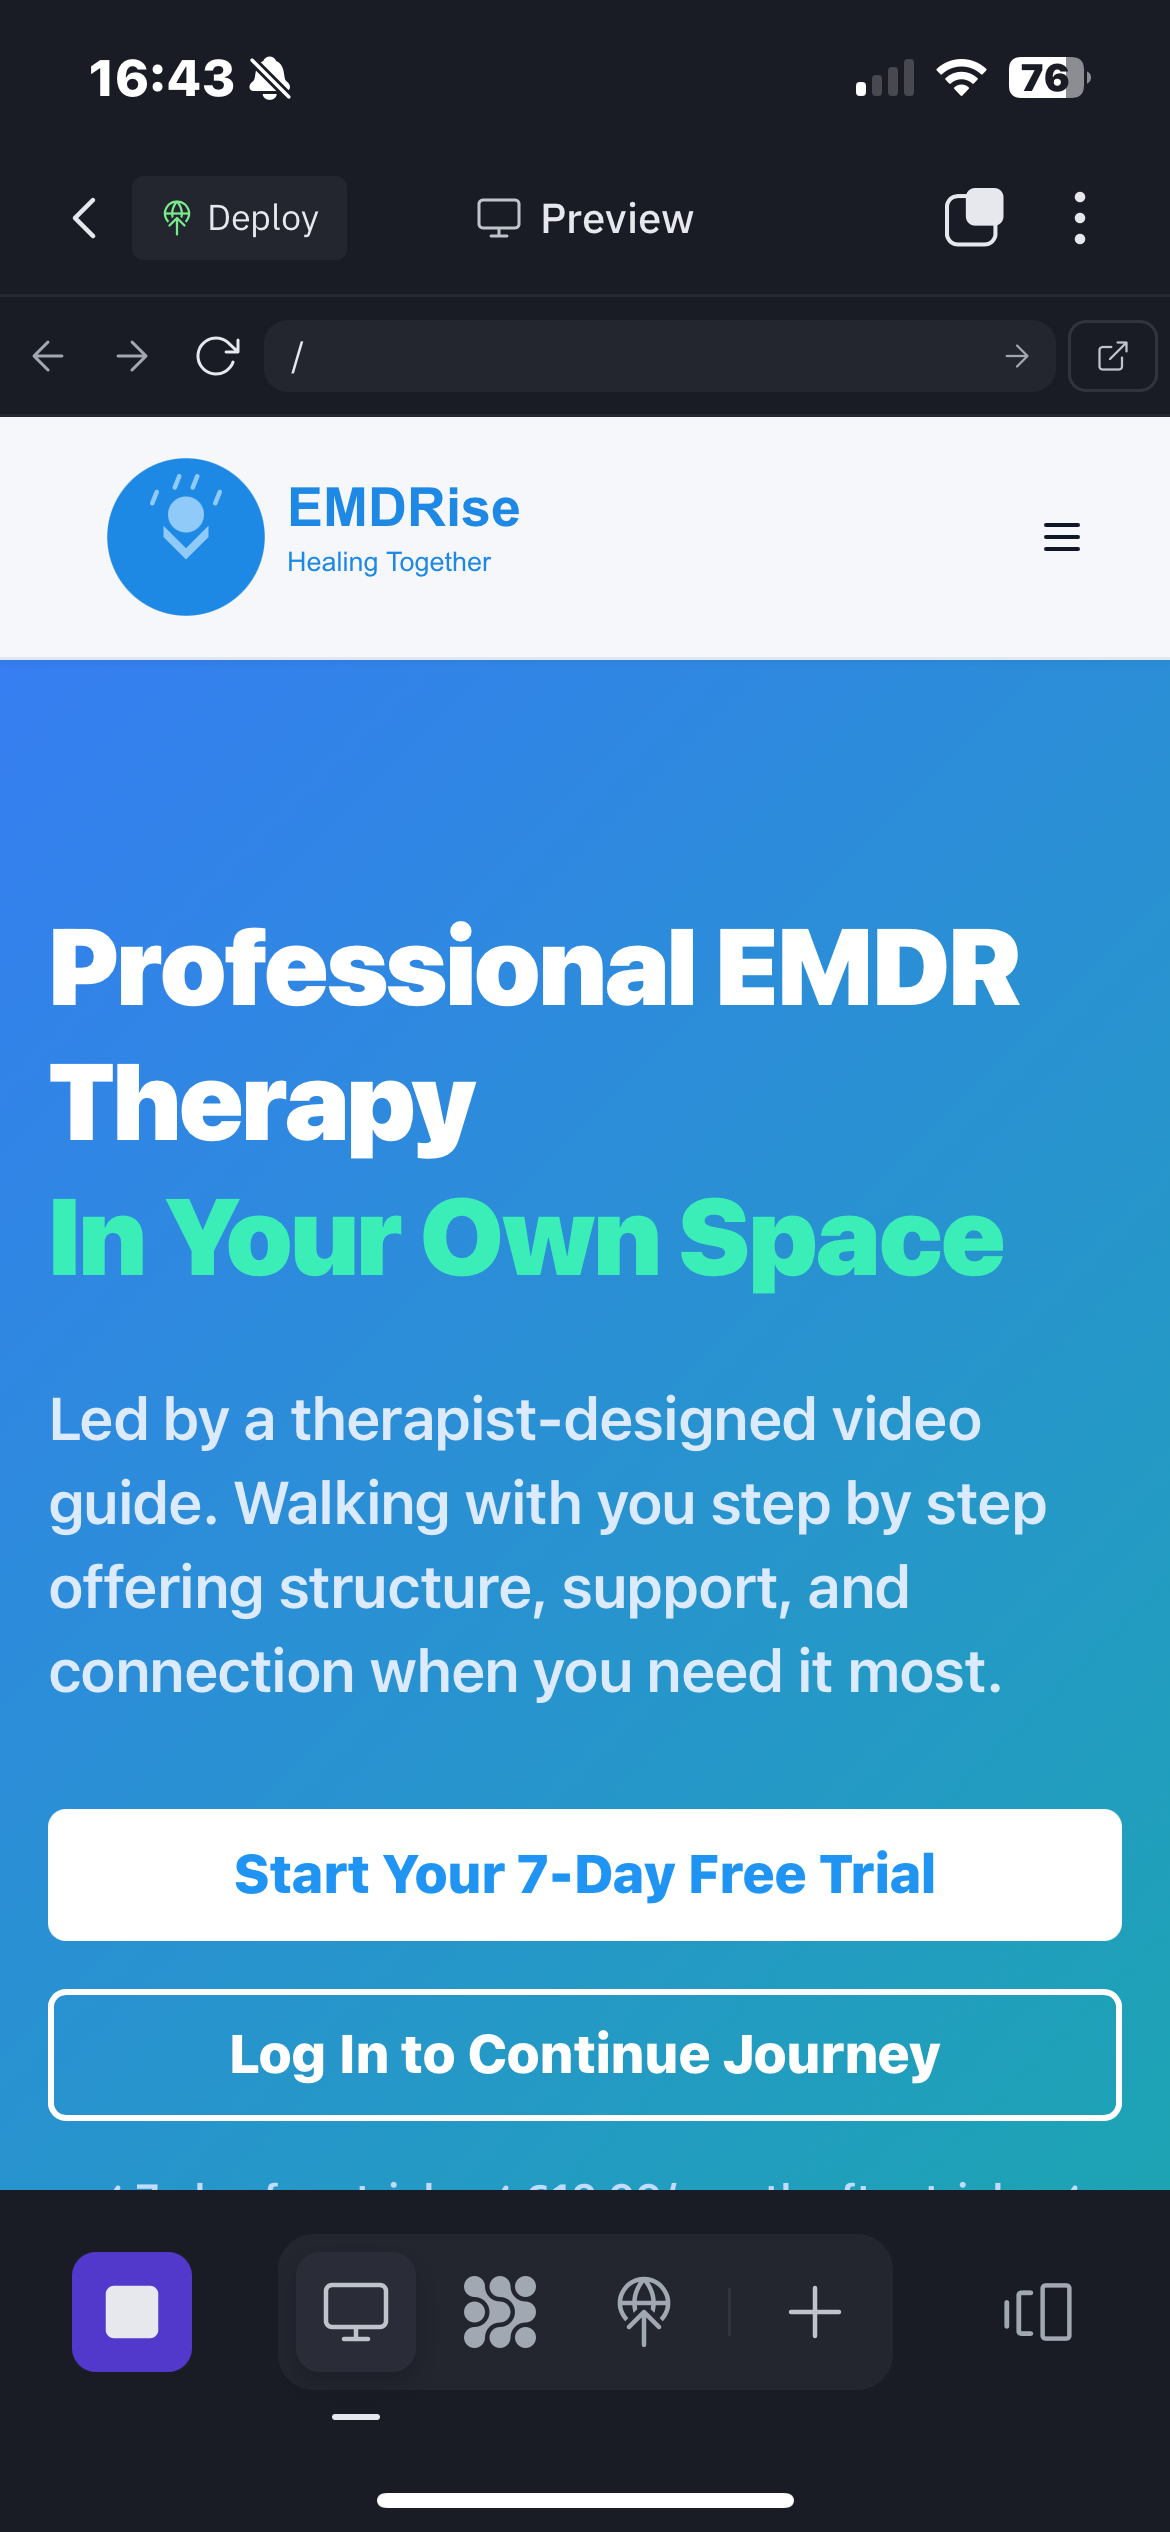 16:43
76
Deploy
Preview
/
EMDRise
Healing Together
Professional EMDR
Therapy
In Your Own Space
Led by a therapist-designed video
guide. Walking with you step by step
offering structure, support, and
connection when you need it most.
Start Your 7-Day Free Trial
Log In to Continue Journey